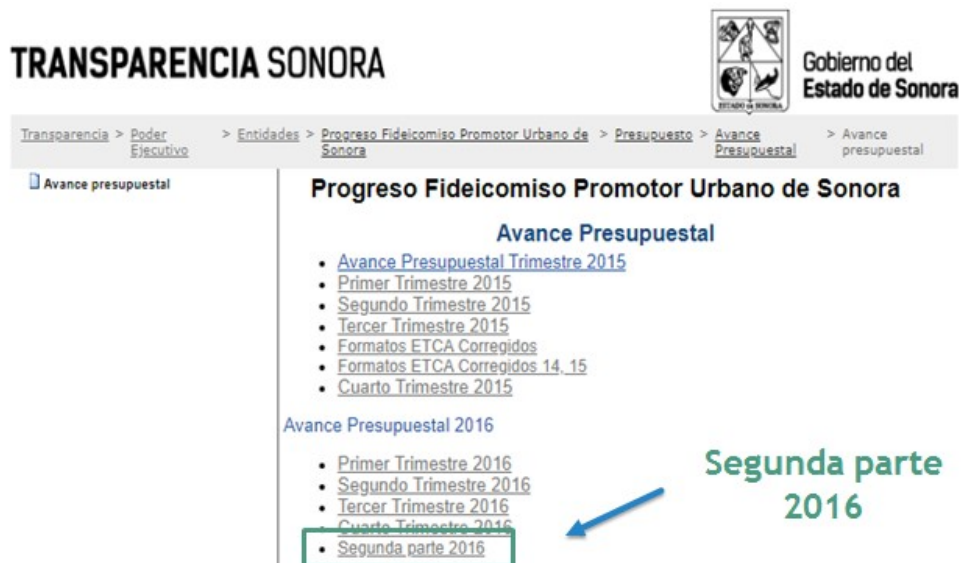 TRANSPARENCIA SONORA
ESTADO DE SONORA
Gobierno del
Estado de Sonora
Transparencia > Poder Ejecutivo > Entidades > Progreso Fideicomiso Promotor Urbano de Sonora > Presupuesto > Avance Presupuestal > Avance presupuestal
Avance presupuestal
Progreso Fideicomiso Promotor Urbano de Sonora
Avance Presupuestal
• Avance Presupuestal Trimestre 2015
• Primer Trimestre 2015
• Segundo Trimestre 2015
• Tercer Trimestre 2015
• Formatos ETCA Corregidos
• Formatos ETCA Corregidos 14, 15
• Cuarto Trimestre 2015
Avance Presupuestal 2016
• Primer Trimestre 2016
• Segundo Trimestre 2016
• Tercer Trimestre 2016
• Cuarto Trimestre 2016
• Segunda parte 2016
Segunda parte
2016